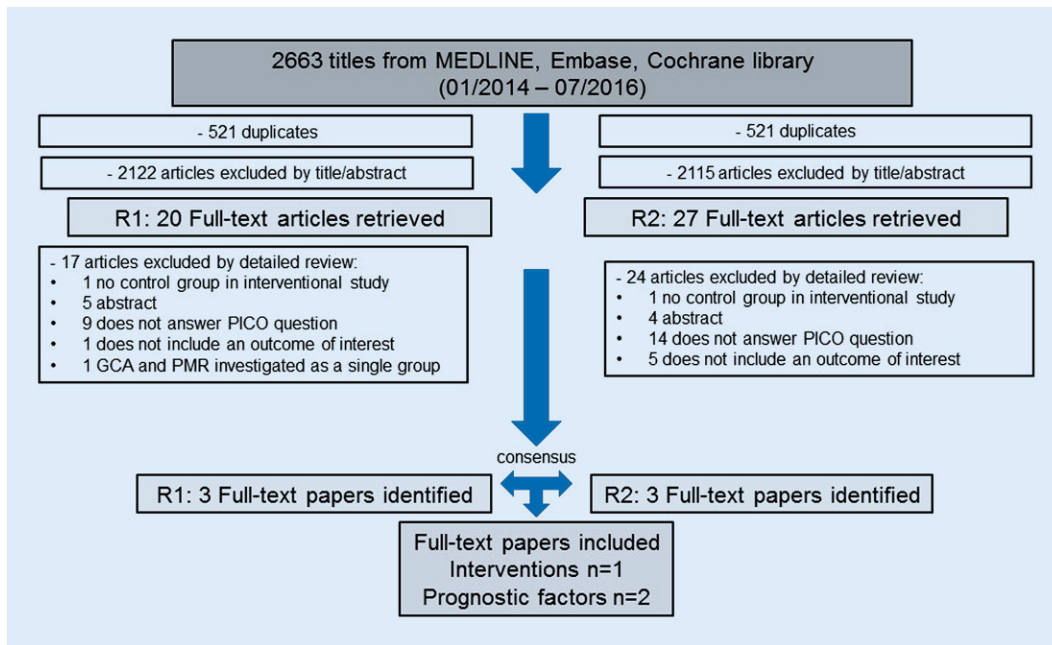 2663 titles from MEDLINE, Embase, Cochrane library
(01/2014 – 07/2016)
- 521 duplicates
- 2122 articles excluded by title/abstract
R1: 20 Full-text articles retrieved
- 17 articles excluded by detailed review:
• 1 no control group in interventional study
• 5 abstract
• 9 does not answer PICO question
• 1 does not include an outcome of interest
• 1 GCA and PMR investigated as a single group
- 521 duplicates
- 2115 articles excluded by title/abstract
R2: 27 Full-text articles retrieved
- 24 articles excluded by detailed review:
• 1 no control group in interventional study
• 4 abstract
• 14 does not answer PICO question
• 5 does not include an outcome of interest
consensus
R1: 3 Full-text papers identified
R2: 3 Full-text papers identified
Full-text papers included
Interventions n=1
Prognostic factors n=2